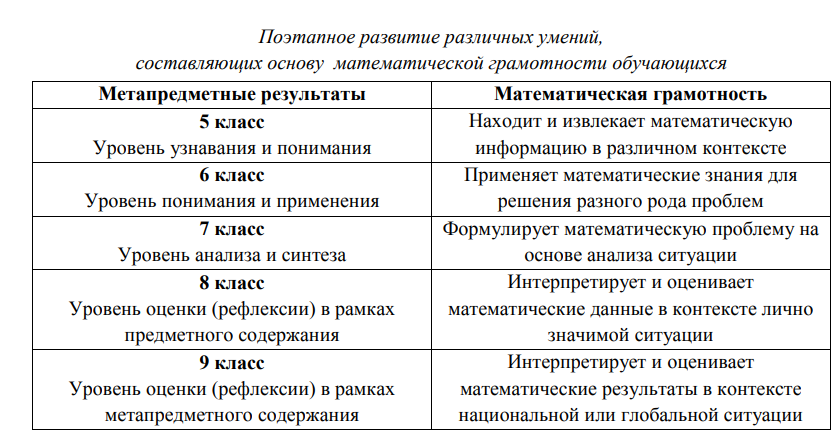 Поэтапное развитие различных умений,
составляющих основу математической грамотности обучающихся
Метапредметные результаты
Математическая грамотность
5 класс
Уровень узнавания и понимания
Находит и извлекает математическую
информацию в различном контексте
6 класс
Уровень понимания и применения
Применяет математические знания для
решения разного рода проблем
7 класс
Уровень анализа и синтеза
Формулирует математическую проблему на
основе анализа ситуации
8 класс
Уровень оценки (рефлексии) в рамках
предметного содержания
Интерпретирует и оценивает
математические данные в контексте лично
значимой ситуации
9 класс
Уровень оценки (рефлексии) в рамках
метапредметного содержания
Интерпретирует и оценивает
математические результаты в контексте
национальной или глобальной ситуации